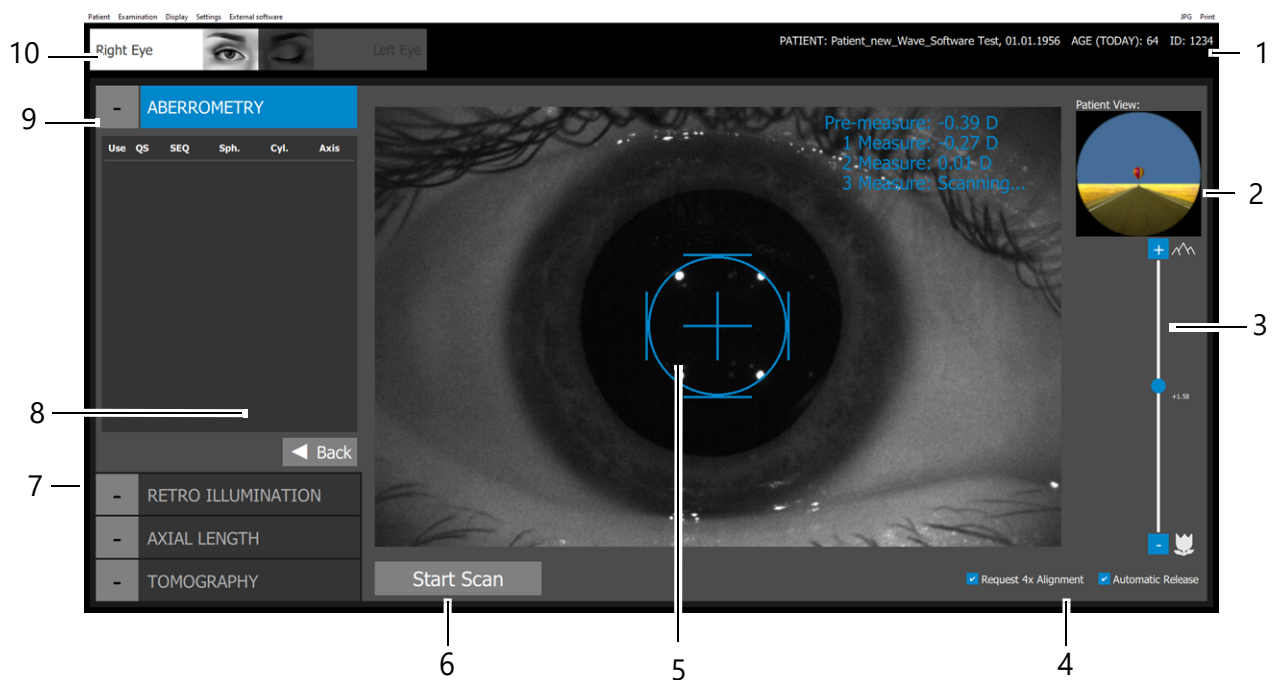 Patient Examination Display Settings External software JPG Print
10 Right Eye Left Eye PATIENT: Patient_new_Wave_Software Test, 01.01.1956 AGE (TODAY): 64 ID: 1234 1
9 - ABERROMETRY
Patient View:
Use QS SEQ Sph. Cyl. Axis
Pre-measure: -0.39 D
1 Measure: -0.27 D
2 Measure: 0.01 D
3 Measure: Scanning...
2
+
3
+1.58
8
◀ Back
7
- RETRO ILLUMINATION
- AXIAL LENGTH
- TOMOGRAPHY
-
Start Scan
Request 4x Alignment Automatic Release
6 5 4